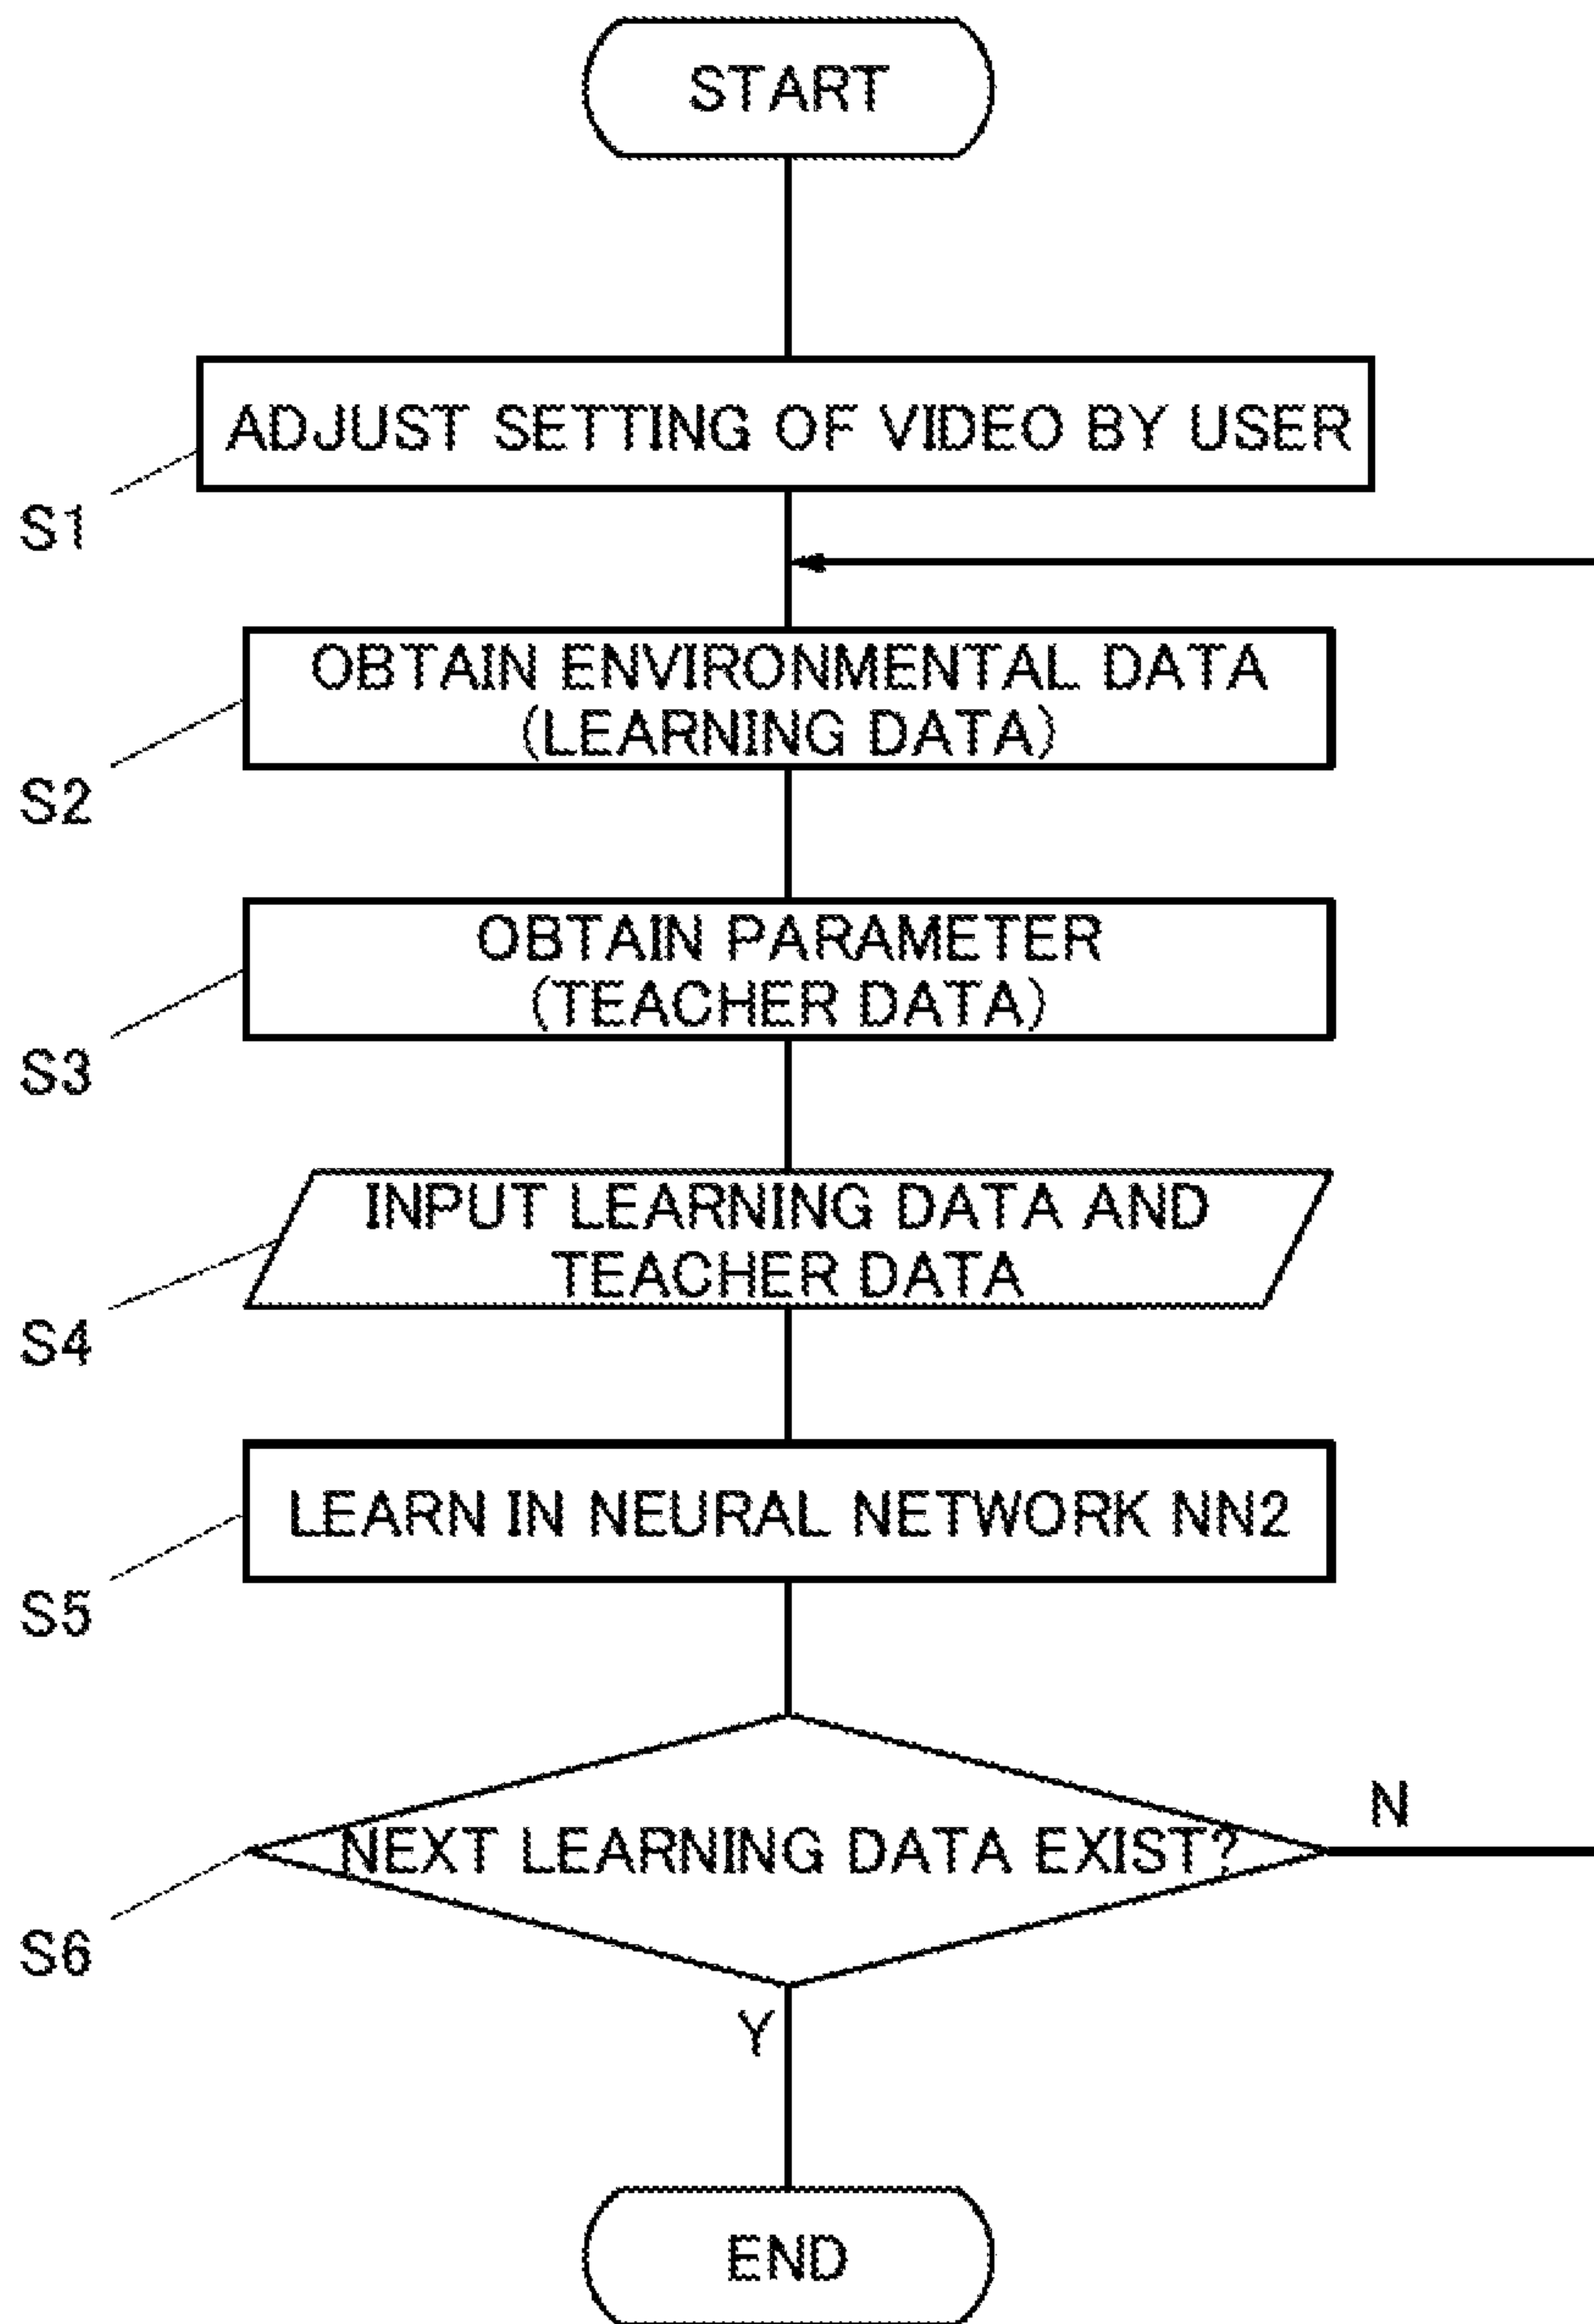 START
ADJUST SETTING OF VIDEO BY USER
S1
OBTAIN ENVIRONMENTAL DATA
(LEARNING DATA)
S2
OBTAIN PARAMETER
(TEACHER DATA)
S3
INPUT LEARNING DATA AND
TEACHER DATA
S4
LEARN IN NEURAL NETWORK NN2
S5
NEXT LEARNING DATA EXIST?
N
S6
Y
END